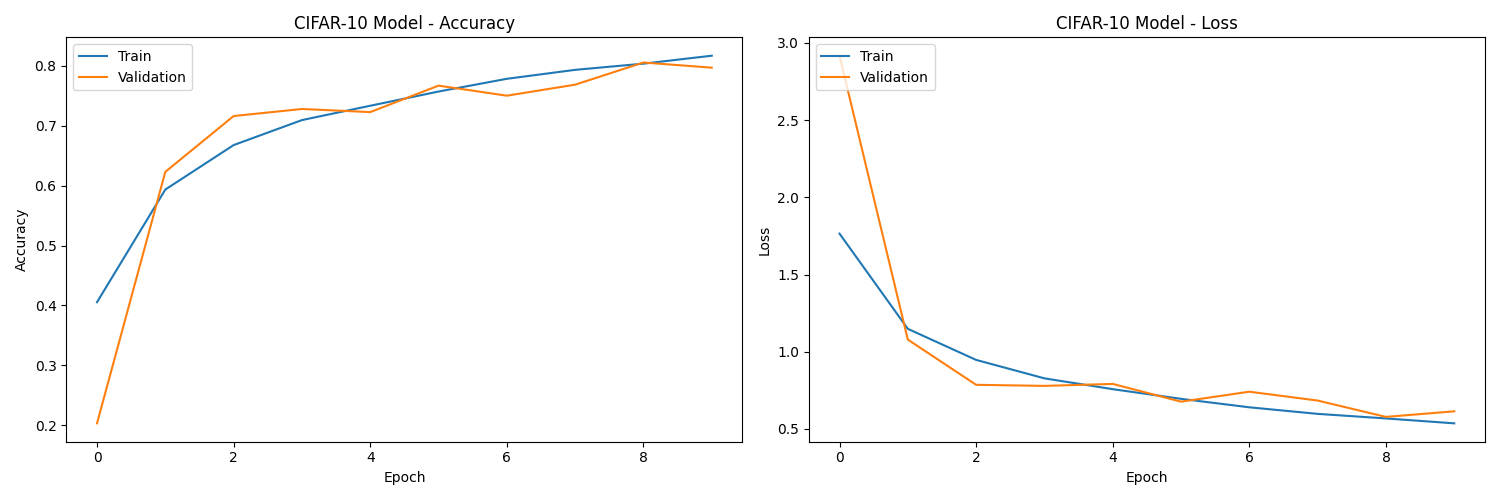 CIFAR-10 Model - Accuracy
Train
Validation
0.8
0.7
0.6
0.5
0.4
0.3
0.2
Accuracy
0 2 4 6 8
Epoch
CIFAR-10 Model - Loss
Train
Validation
3.0
2.5
2.0
1.5
1.0
0.5
Loss
0 2 4 6 8
Epoch